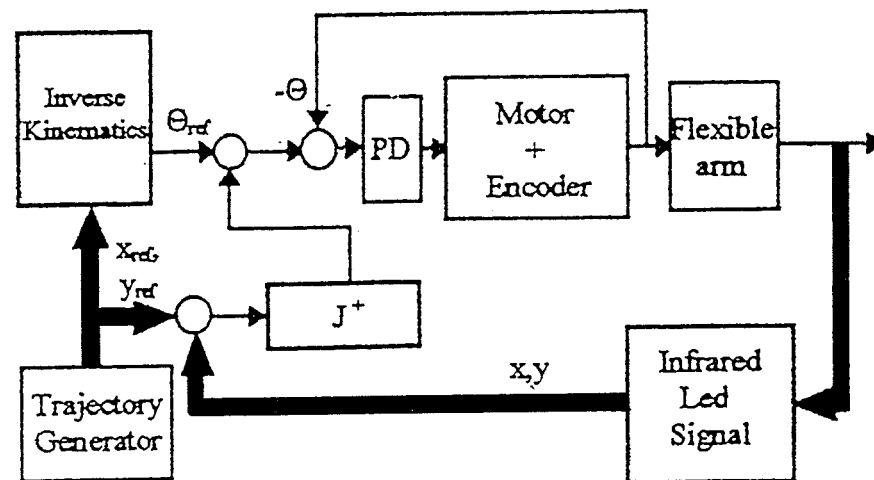 Inverse
Kinematics
Θref
-Θ
PD
Motor
+
Encoder
Flexible
arm
xref,
yref
J+
x,y
Infrared
Led
Signal
Trajectory
Generator